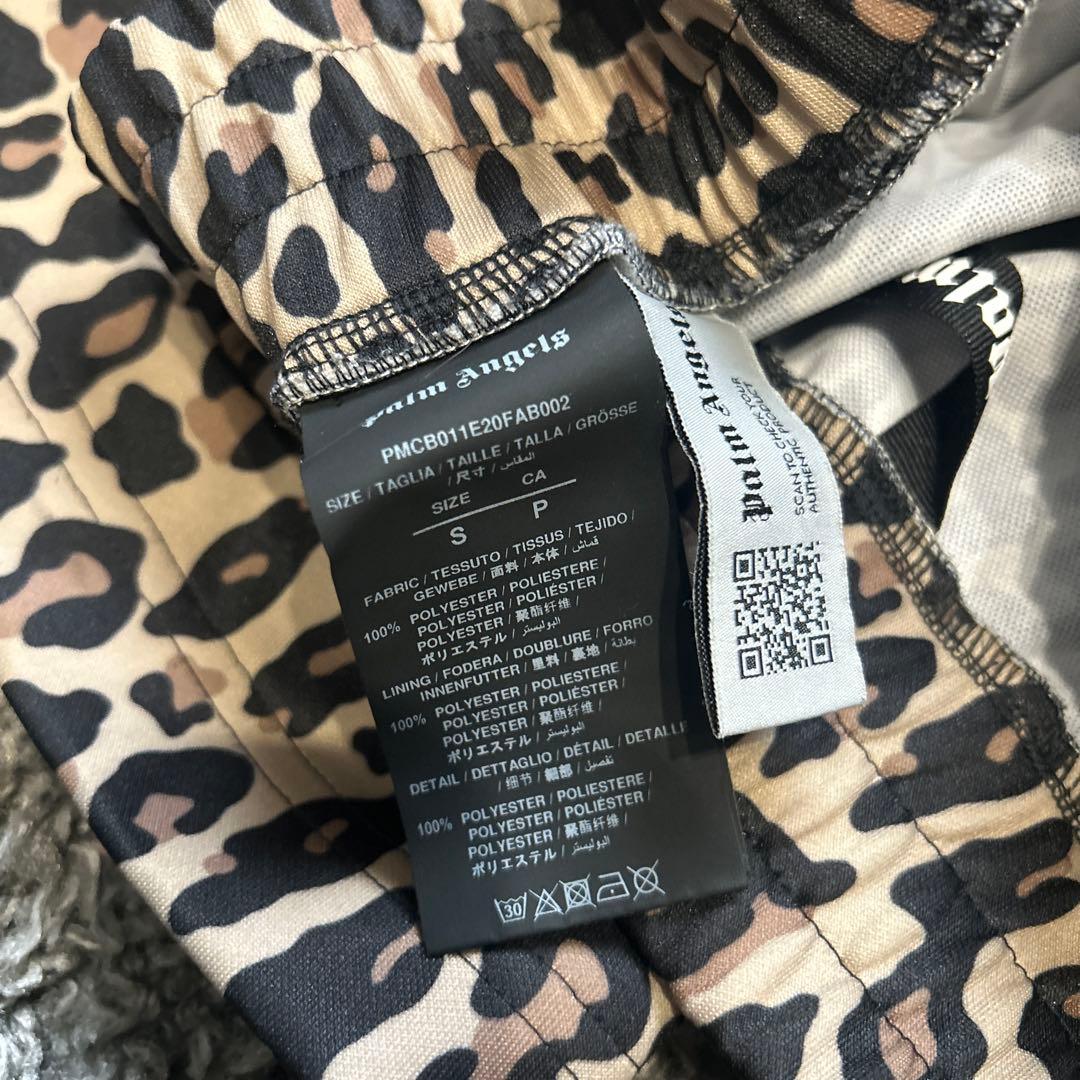 Palm Angels
PMCB011E20FAB002
SIZE / TAGLIA / TAILLE / TALLA / GRÖSSE
/ 尺寸 / المقاس
SIZE CA
S P
FABRIC / TESSUTO / TISSUS / TEJIDO /
GEWEBE / 面料 / 本体 / قماش
100% POLYESTER / POLIESTERE /
POLYESTER / POLIÉSTER /
POLYESTER / 聚酯纤维 /
ポリエステル / البوليستر
LINING / FODERA / DOUBLURE / FORRO
INNENFUTTER / 里料 / 裏地 / بطانة
100% POLYESTER / POLIESTERE /
POLYESTER / POLIÉSTER /
POLYESTER / 聚酯纤维 /
ポリエステル / البوليستر
DETAIL / DETTAGLIO / DÉTAIL / DETALLE
/ 细节 / 細部 / تفصيل
100% POLYESTER / POLIESTERE /
POLYESTER / POLIÉSTER /
POLYESTER / 聚酯纤维 /
ポリエステル / البوليستر
30
Palm Angels
SCAN TO CHECK YOUR
AUTHENTIC PRODUCT